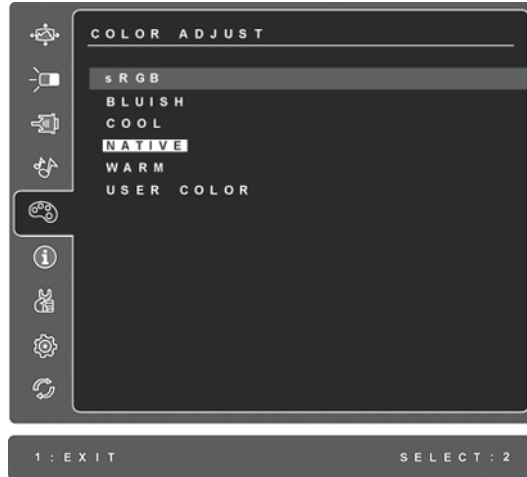 COLOR ADJUST
sRGB
BLUISH
COOL
NATIVE
WARM
USER COLOR
1:EXIT
SELECT:2